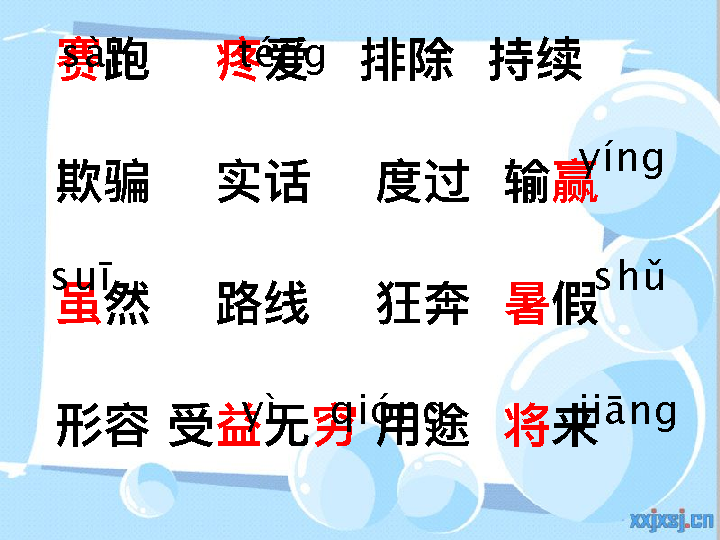 sài téng
赛跑 疼爱 排除 持续
yíng
欺骗 实话 度过 输赢
suī shǔ
虽然 路线 狂奔 暑假
yì qióng jiāng
形容 受益无穷 用途 将来
xxjxsj.cn